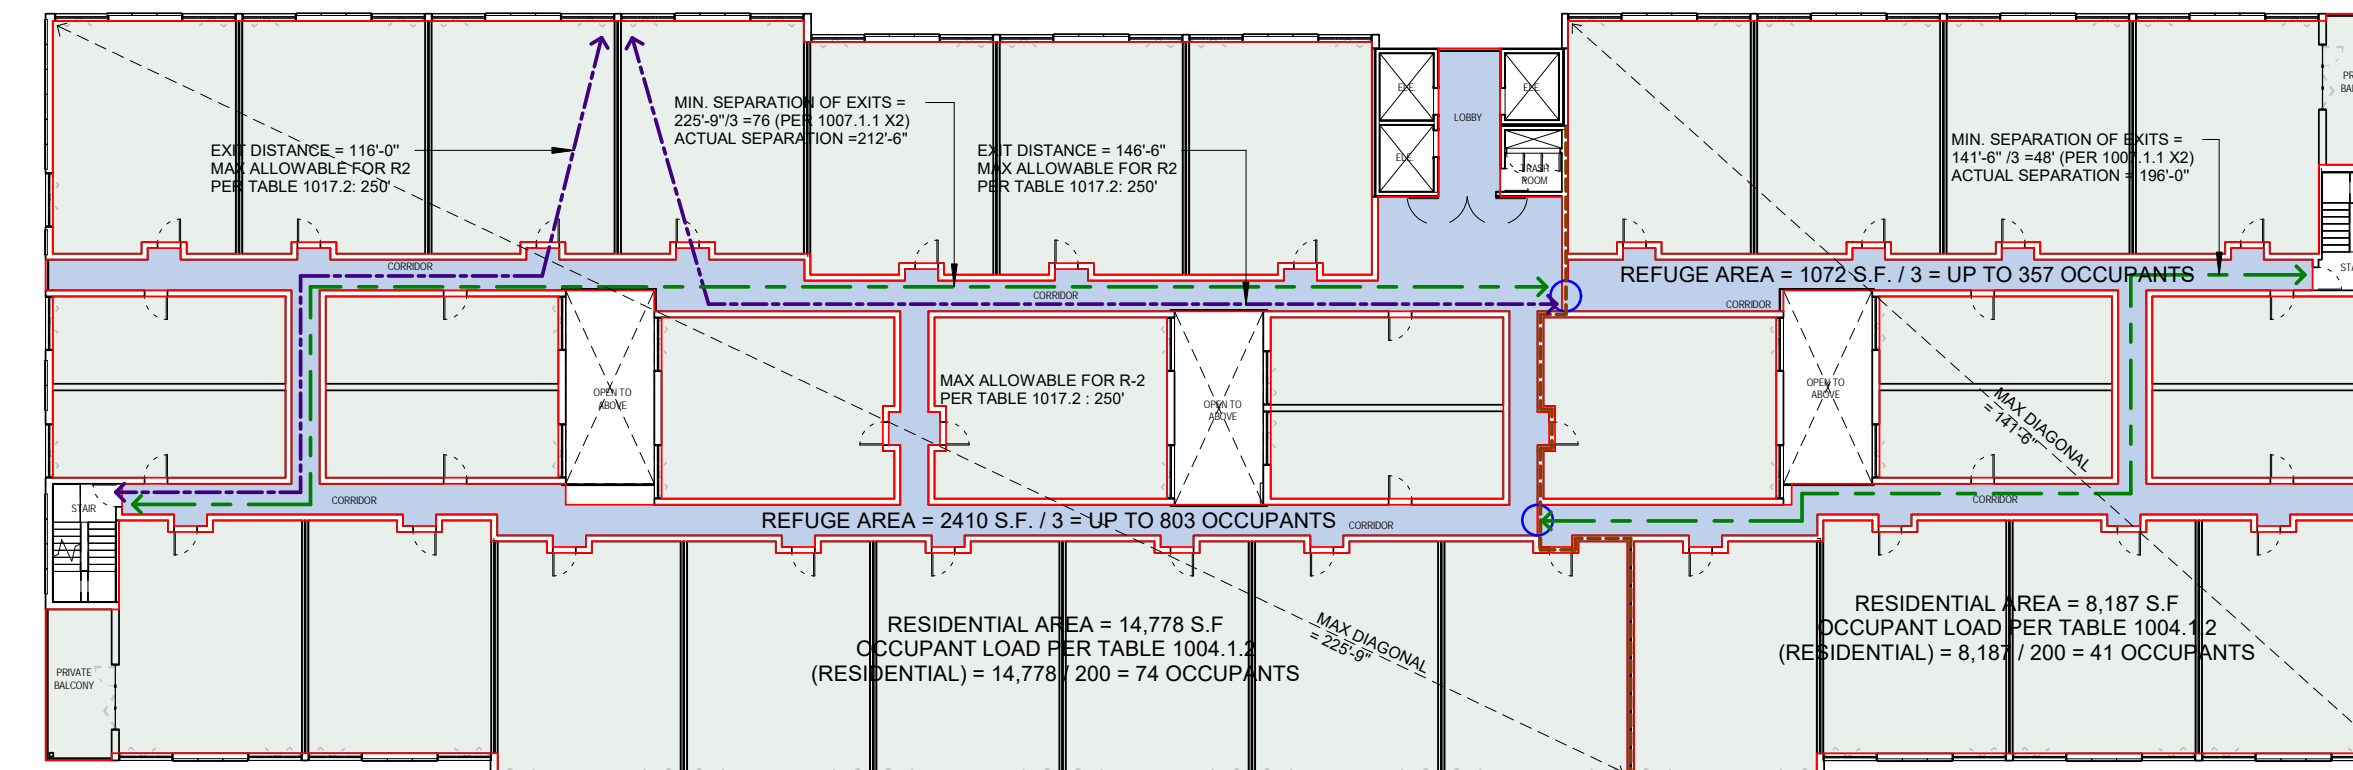 MIN. SEPARATION OF EXITS =
225'-9"/3 =76 (PER 1007.1.1 X2)
ACTUAL SEPARATION =212'-6"
EXIT DISTANCE = 116'-0"
MAX ALLOWABLE FOR R2
PER TABLE 1017.2: 250'
EXIT DISTANCE = 146'-6"
MAX ALLOWABLE FOR R2
PER TABLE 1017.2: 250'
ELE.
ELE.
ELE.
LOBBY
TRASH
ROOM
MIN. SEPARATION OF EXITS =
141'-6" /3 =48' (PER 1007.1.1 X2)
ACTUAL SEPARATION = 196'-0"
PR
BAL
CORRIDOR
CORRIDOR
REFUGE AREA = 1072 S.F. / 3 = UP TO 357 OCCUPANTS
STA
CORRIDOR
OPEN TO
ABOVE
MAX ALLOWABLE FOR R-2
PER TABLE 1017.2 : 250'
OPEN TO
ABOVE
OPEN TO
ABOVE
MAX DIAGONAL
= 141'-6"
STAIR
CORRIDOR
REFUGE AREA = 2410 S.F. / 3 = UP TO 803 OCCUPANTS
CORRIDOR
CORRIDOR
RESIDENTIAL AREA = 14,778 S.F
OCCUPANT LOAD PER TABLE 1004.1.2
(RESIDENTIAL) = 14,778 / 200 = 74 OCCUPANTS
MAX DIAGONAL
= 225'-9"
RESIDENTIAL AREA = 8,187 S.F
OCCUPANT LOAD PER TABLE 1004.1.2
(RESIDENTIAL) = 8,187 / 200 = 41 OCCUPANTS
PRIVATE
BALCONY